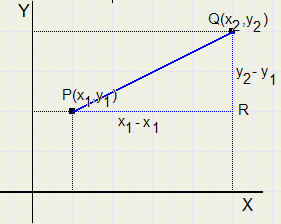 Y
Q(x₂,y₂)
y₂- y₁
P(x₁,y₁)
R
x₁- x₁
X